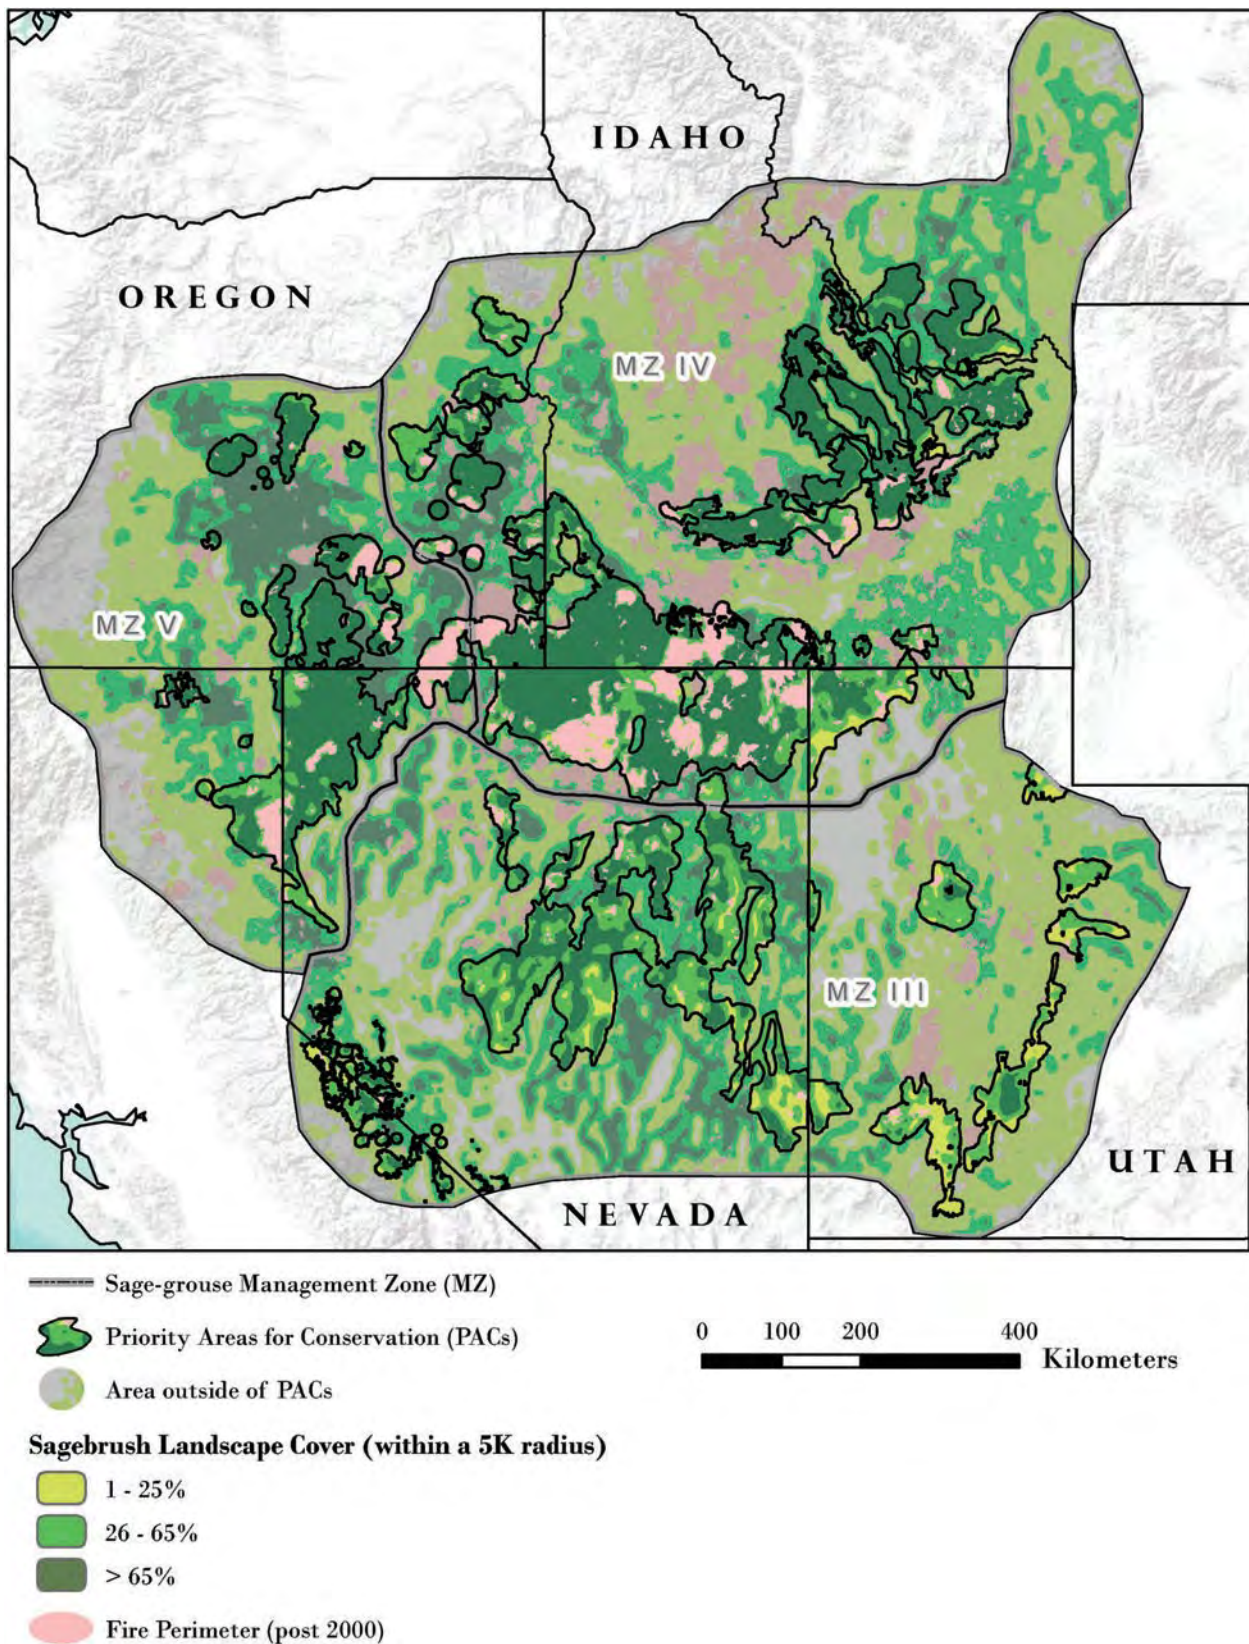 IDAHO
OREGON
MZ IV
MZ V
MZ III
UTAH
NEVADA
Sage-grouse Management Zone (MZ)
Priority Areas for Conservation (PACs)
0 100 200 400
Kilometers
Area outside of PACs
Sagebrush Landscape Cover (within a 5K radius)
1 - 25%
26 - 65%
> 65%
Fire Perimeter (post 2000)